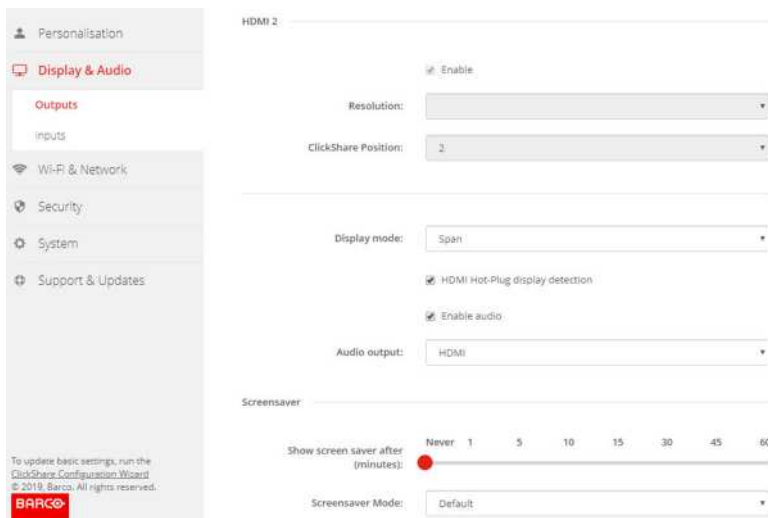 Personalisation
Display & Audio
Outputs
Inputs
Wi-Fi & Network
Security
System
Support & Updates
To update basic settings, run the
ClickShare Configuration Wizard
© 2019, Barco. All rights reserved.
BARCO
HDMI 2
Enable
Resolution:
ClickShare Position:
2
Display mode:
Span
HDMI Hot-Plug display detection
Enable audio
Audio output:
HDMI
Screensaver
Never 1 5 10 15 30 45 60
Show screen saver after
(minutes):
Screensaver Mode:
Default